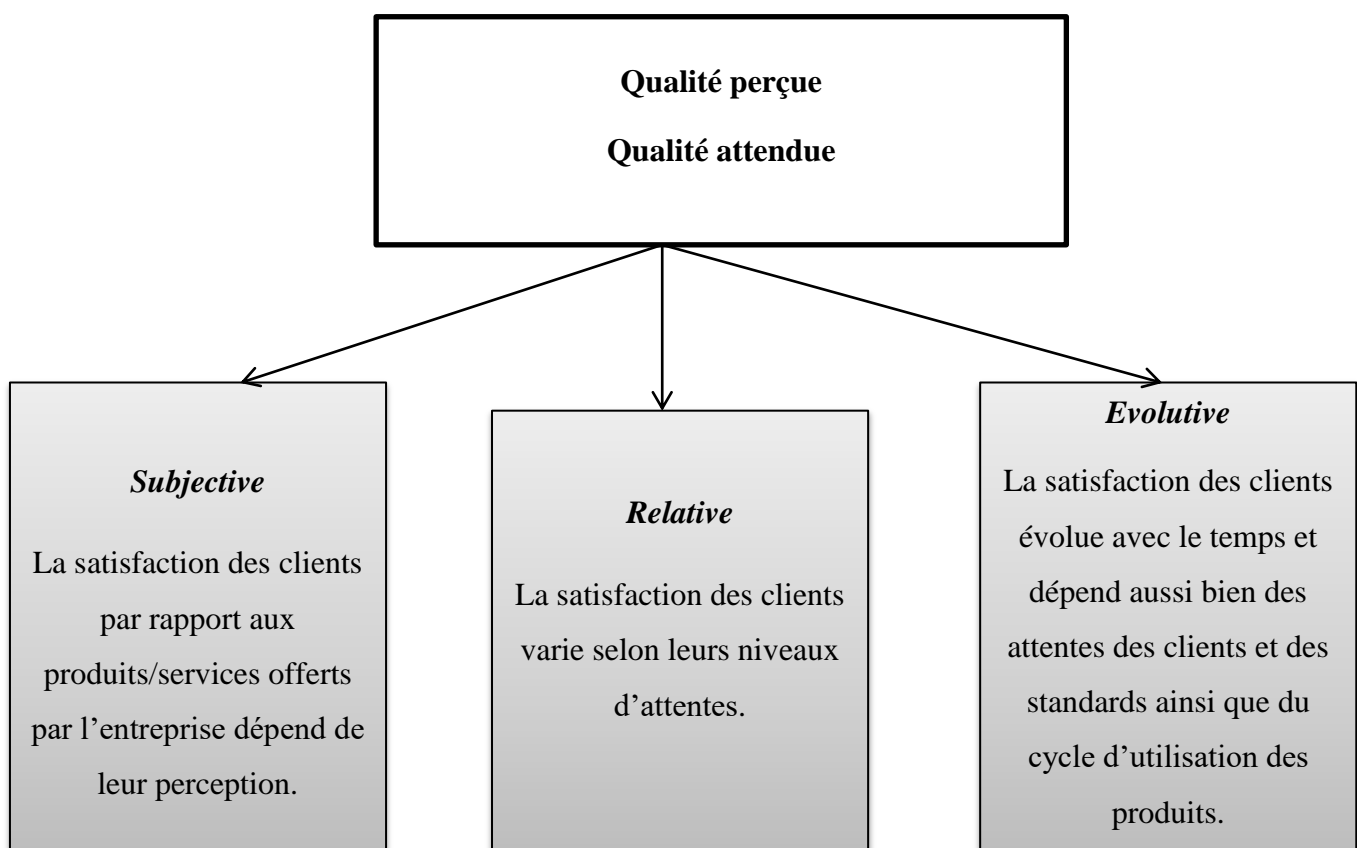 Qualité perçue
Qualité attendue
Subjective
La satisfaction des clients
par rapport aux
produits/services offerts
par l’entreprise dépend de
leur perception.
Relative
La satisfaction des clients
varie selon leurs niveaux
d’attentes.
Evolutive
La satisfaction des clients
évolue avec le temps et
dépend aussi bien des
attentes des clients et des
standards ainsi que du
cycle d’utilisation des
produits.